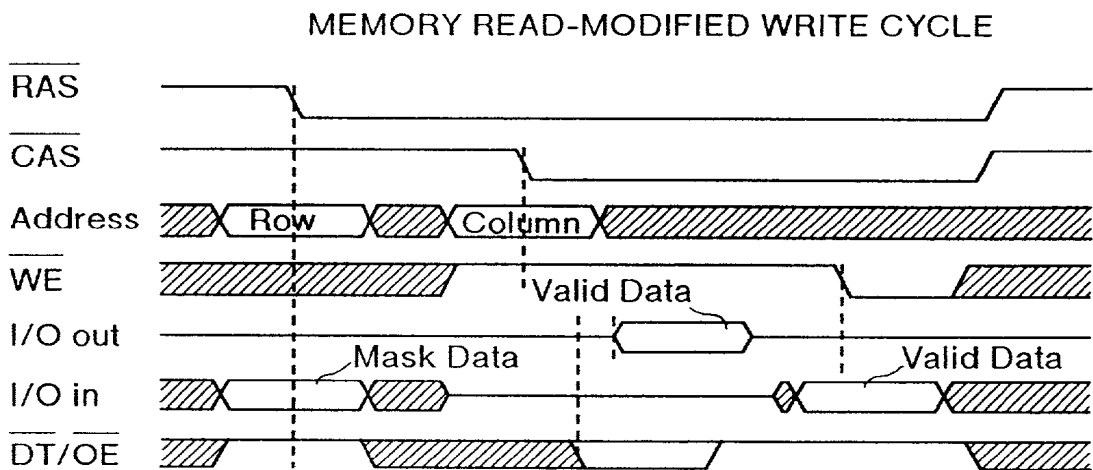 MEMORY READ-MODIFIED WRITE CYCLE
RAS
CAS
Address
Row
Column
WE
Valid Data
I/O out
Mask Data
Valid Data
I/O in
DT/OE